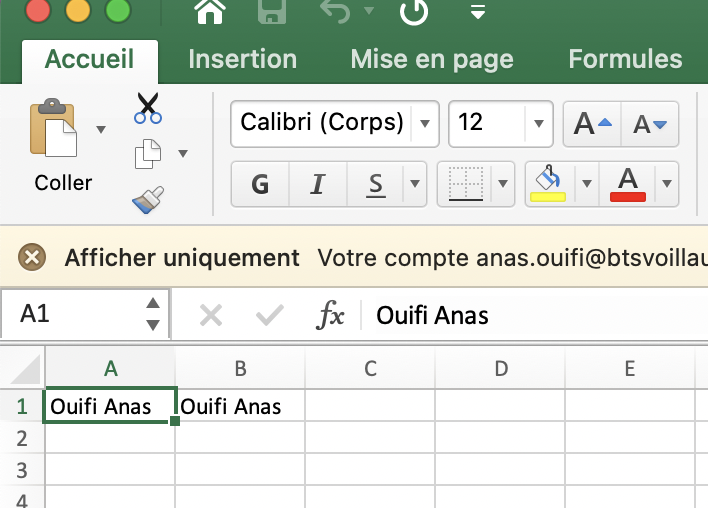 Accueil Insertion Mise en page Formules
Calibri (Corps) 12 A A
Coller
G I S A
Afficher uniquement Votre compte anas.ouifi@btsvoillau
A1 fx Ouifi Anas
A B C D E
1 Ouifi Anas Ouifi Anas
2
3
4